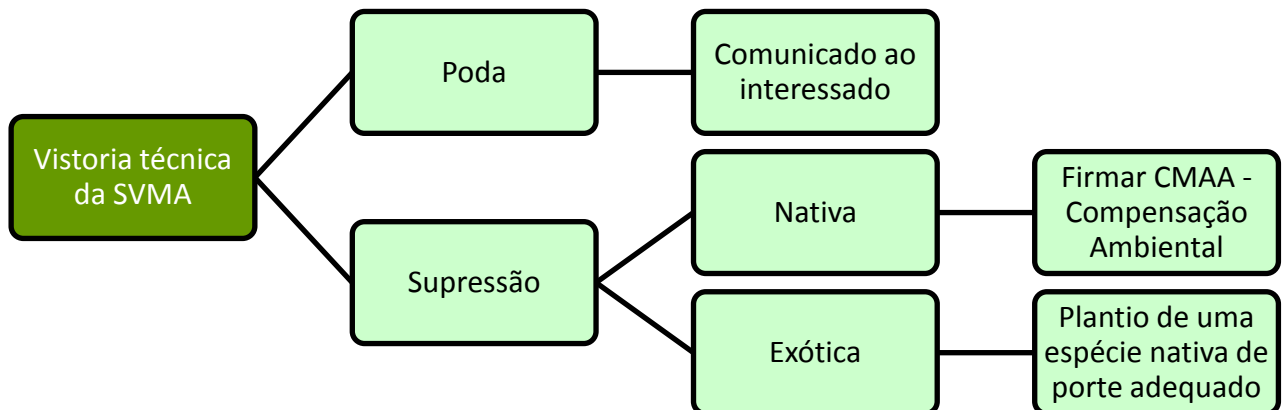 Vistoria técnica
da SVMA
Poda
Comunicado ao
interessado
Supressão
Nativa
Firmar CMAA -
Compensação
Ambiental
Exótica
Plantio de uma
espécie nativa de
porte adequado